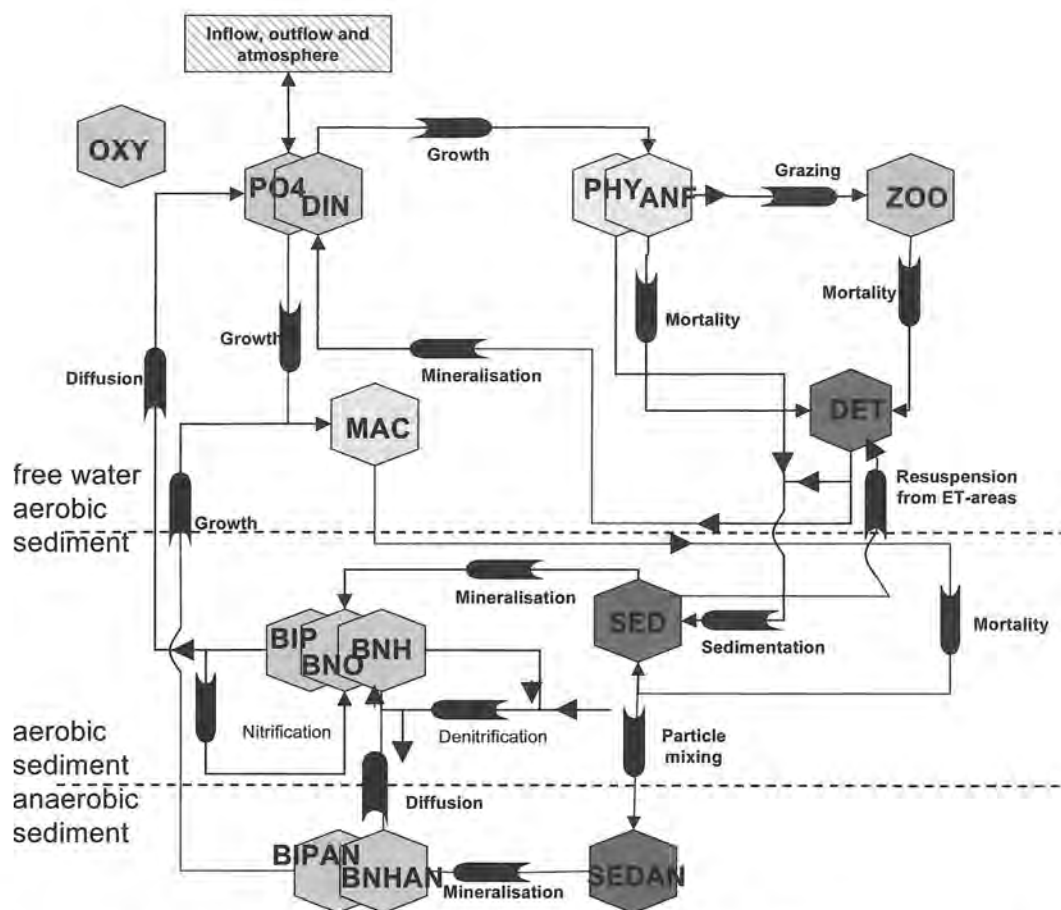 Inflow, outflow and
atmosphere
OXY
PO4
DIN
Growth
PHY
ANF
Grazing
ZOO
Growth
Mortality
Mortality
Diffusion
Mineralisation
MAC
DET
free water
Resuspension
from ET-areas
aerobic
sediment
Growth
Mineralisation
SED
BIP
BNO
BNH
Sedimentation
Mortality
Nitrification
Denitrification
Particle
mixing
aerobic
sediment
anaerobic
sediment
Diffusion
BIPAN
BNHAN
Mineralisation
SEDAN